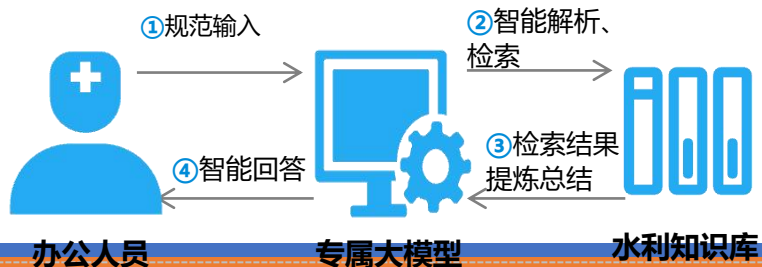 ①规范输入
②智能解析、
检索
③检索结果
提炼总结
④智能回答
办公人员
专属大模型
水利知识库